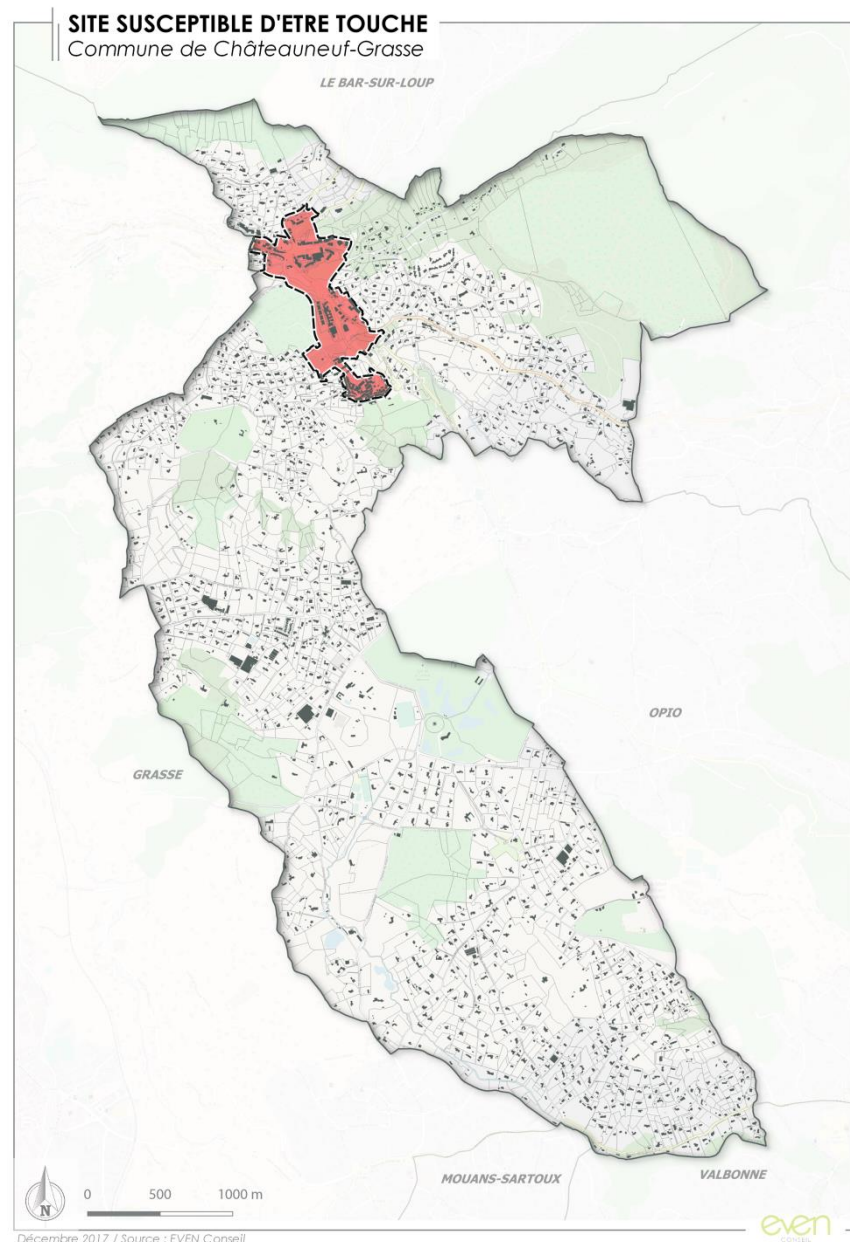 SITE SUSCEPTIBLE D'ETRE TOUCHE
Commune de Châteauneuf-Grasse
LE BAR-SUR-LOUP
OPIO
GRASSE
MOUANS-SARTOUX
VALBONNE
N
0 500 1000 m
Décembre 2017 / Source : EVEN Conseil
even
CONSEIL